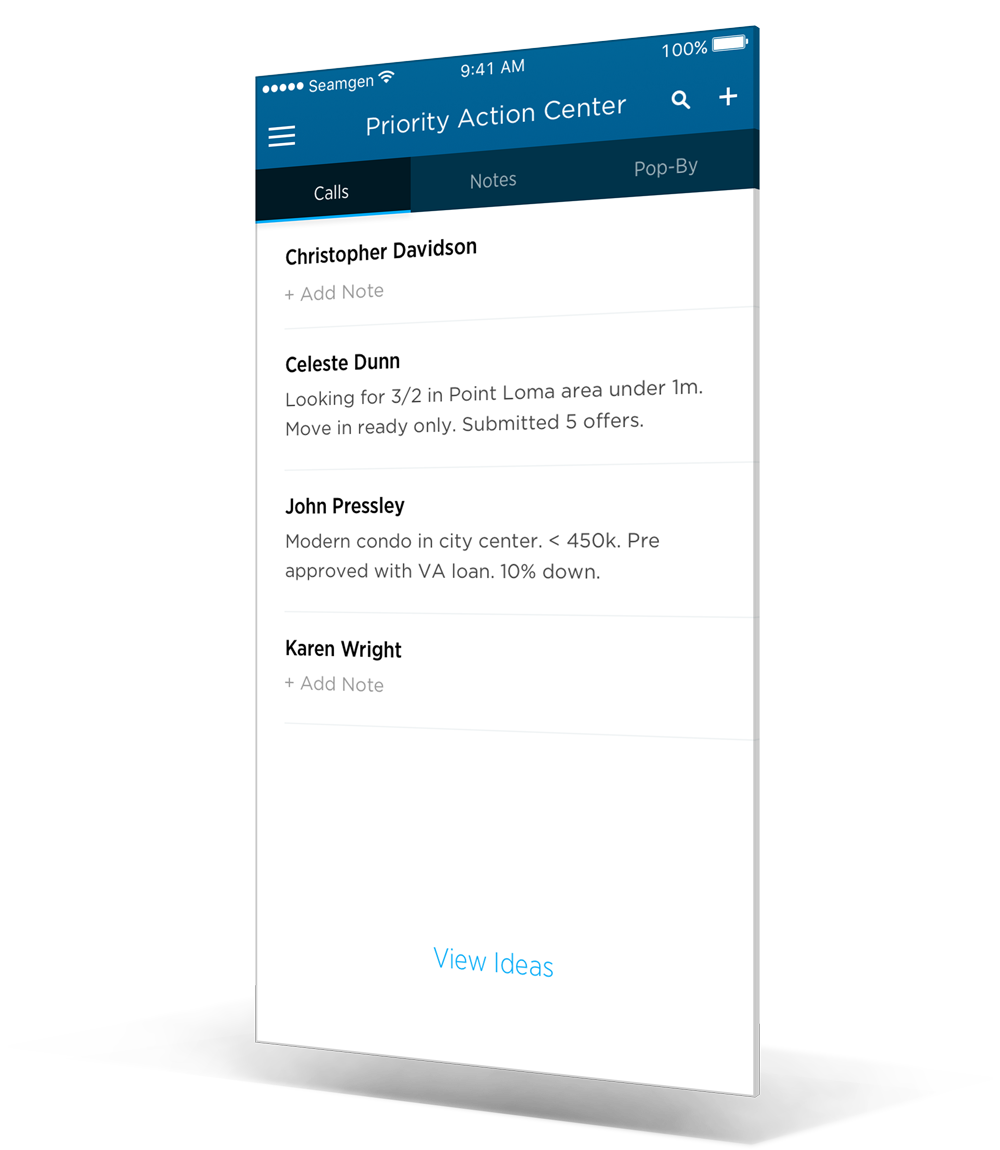 Seamgen 9:41 AM 100%
Priority Action Center
Calls Notes Pop-By
Christopher Davidson
+ Add Note
Celeste Dunn
Looking for 3/2 in Point Loma area under 1m.
Move in ready only. Submitted 5 offers.
John Pressley
Modern condo in city center. < 450k. Pre
approved with VA loan. 10% down.
Karen Wright
+ Add Note
View Ideas